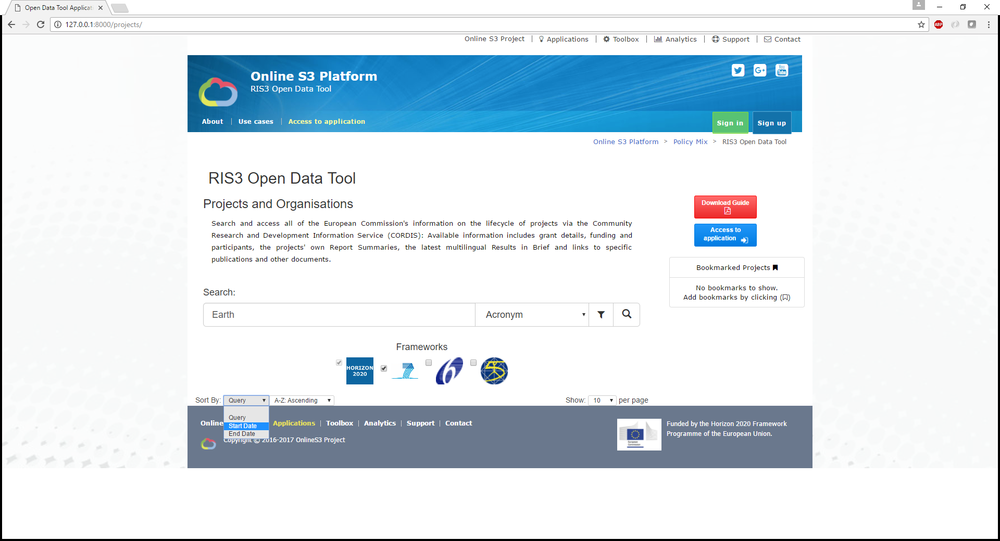 Open Data Tool Applicat
127.0.0.1:8000/projects/
ABP
Online S3 Project | Applications | Toolbox | Analytics | Support | Contact
Online S3 Platform
RIS3 Open Data Tool
G+
You Tube
About | Use cases | Access to application
Sign in
Sign up
Online S3 Platform > Policy Mix > RIS3 Open Data Tool
RIS3 Open Data Tool
Projects and Organisations
Search and access all of the European Commission's information on the lifecycle of projects via the Community
Research and Development Information Service (CORDIS): Available information includes grant details, funding and
participants, the projects' own Report Summaries, the latest multilingual Results in Brief and links to specific
publications and other documents.
Download Guide
Access to
application
Bookmarked Projects
No bookmarks to show.
Add bookmarks by clicking ( )
Search:
Earth
Acronym
Frameworks
HORIZON
2020
7
6
5
Sort By: Query A-Z: Ascending
Show: 10 per page
Query
Start Date
End Date
Online
Applications | Toolbox | Analytics | Support | Contact
Copyright © 2016-2017 OnlineS3 Project
European
Commission
Funded by the Horizon 2020 Framework
Programme of the European Union.